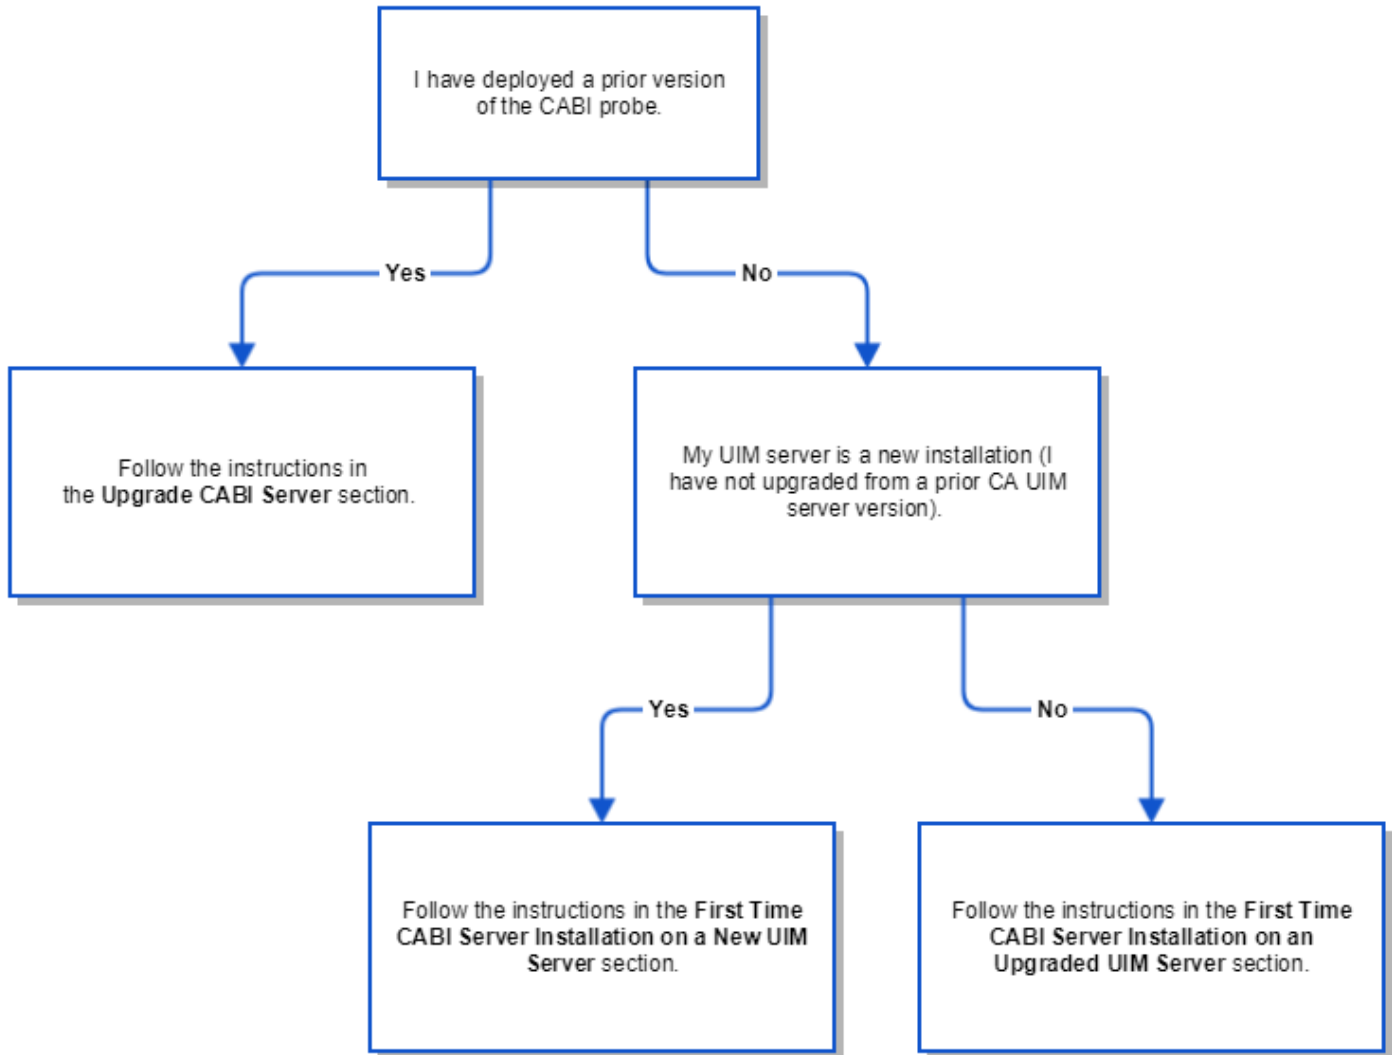 I have deployed a prior version
of the CABI probe.
Yes
No
Follow the instructions in
the Upgrade CABI Server section.
My UIM server is a new installation (I
have not upgraded from a prior CA UIM
server version).
Yes
No
Follow the instructions in the First Time
CABI Server Installation on a New UIM
Server section.
Follow the instructions in the First Time
CABI Server Installation on an
Upgraded UIM Server section.